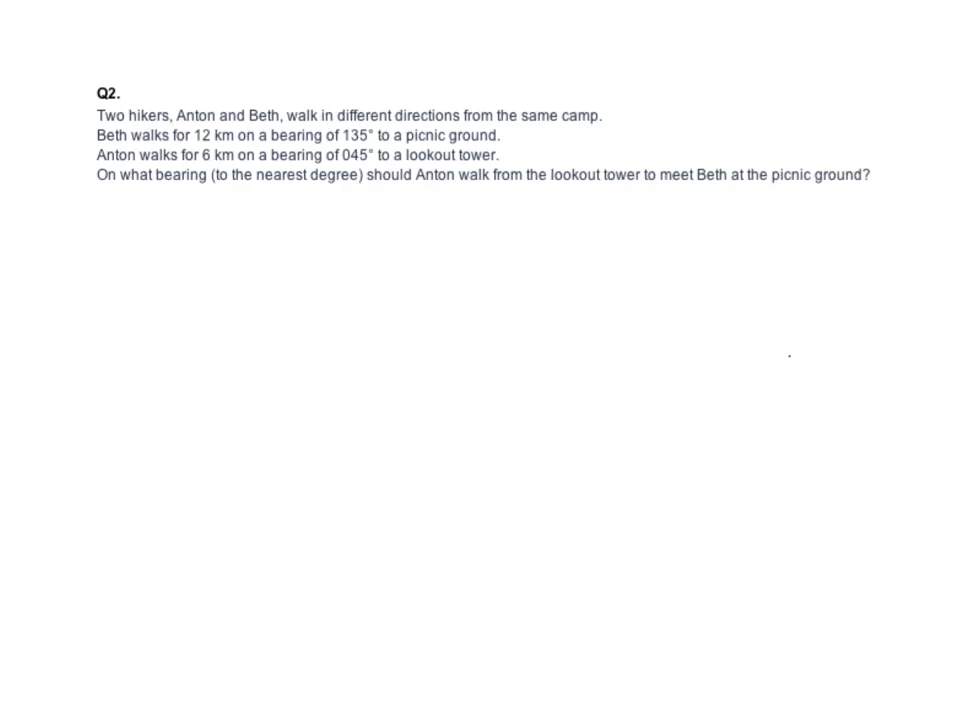 Q2.
Two hikers, Anton and Beth, walk in different directions from the same camp.
Beth walks for 12 km on a bearing of 135° to a picnic ground.
Anton walks for 6 km on a bearing of 045° to a lookout tower.
On what bearing (to the nearest degree) should Anton walk from the lookout tower to meet Beth at the picnic ground?